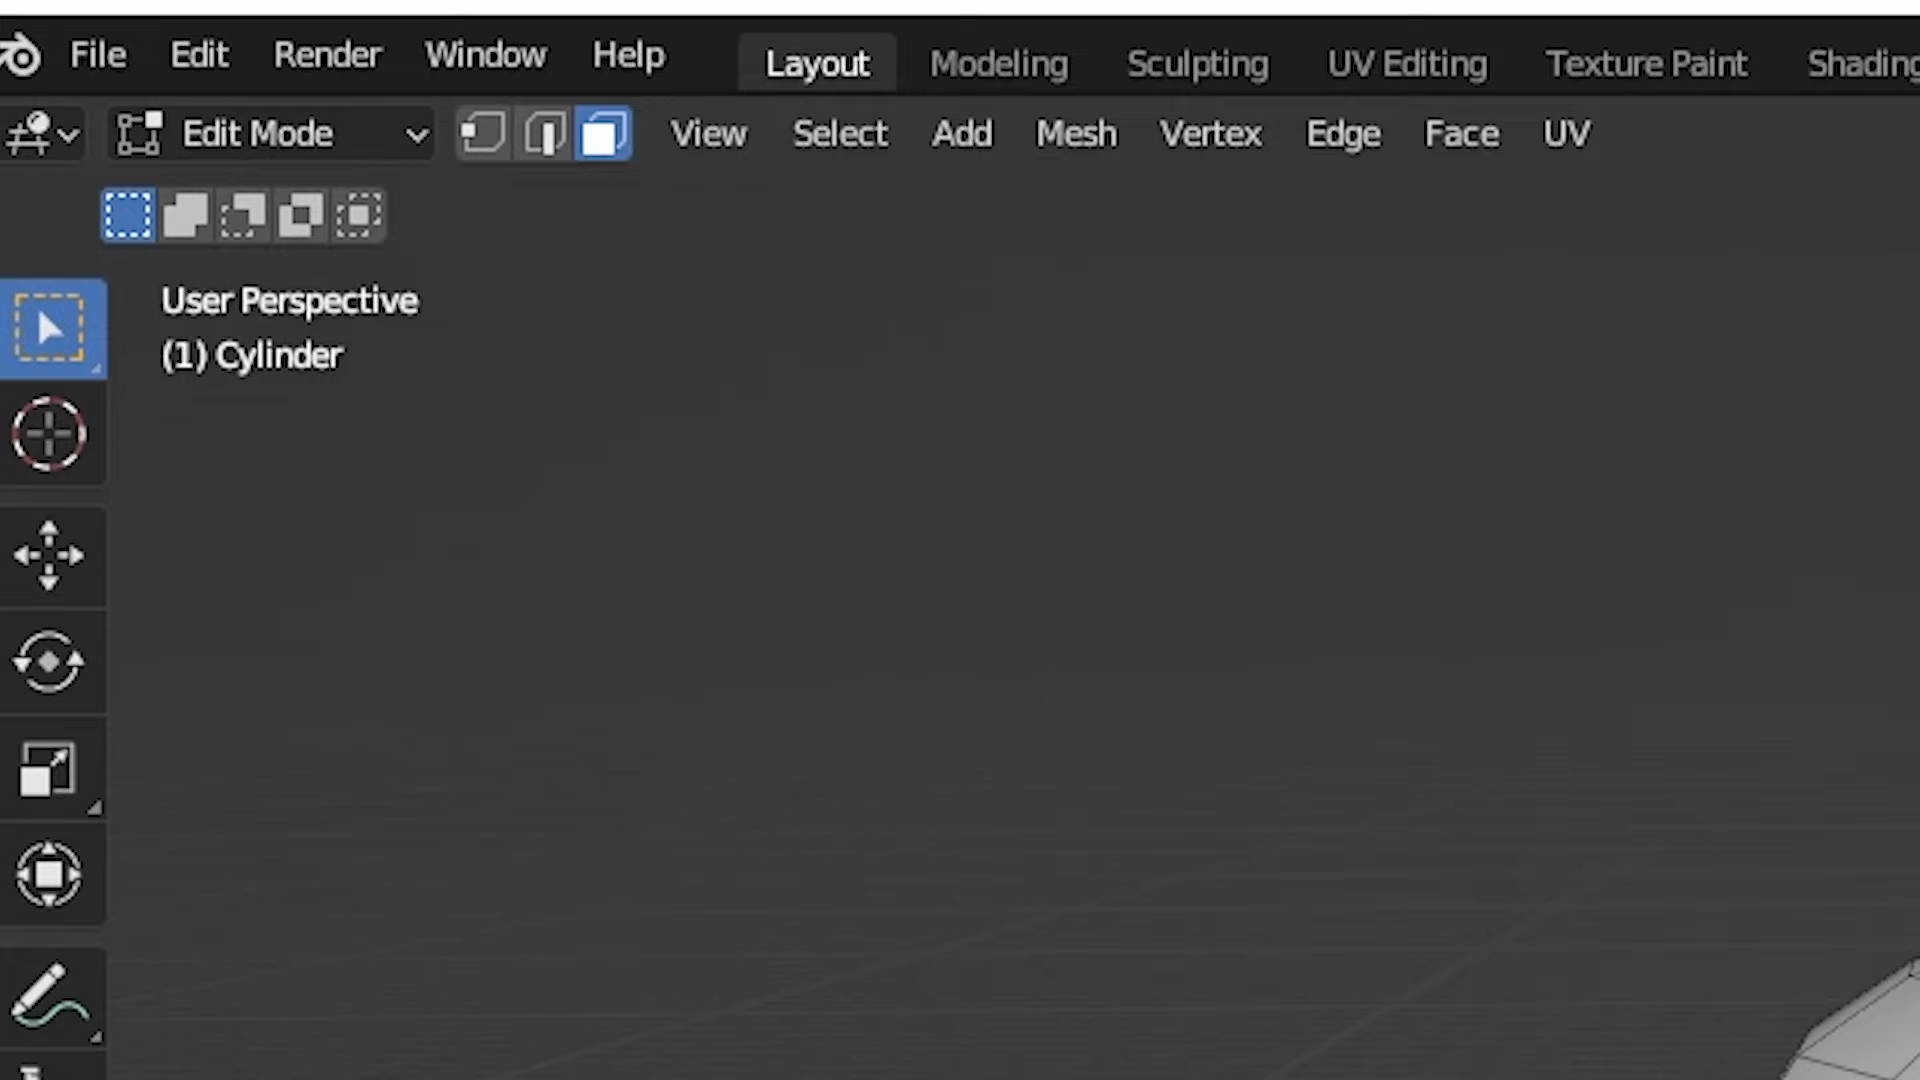 File Edit Render Window Help Layout Modeling Sculpting UV Editing Texture Paint Shading
Edit Mode View Select Add Mesh Vertex Edge Face UV
User Perspective
(1) Cylinder